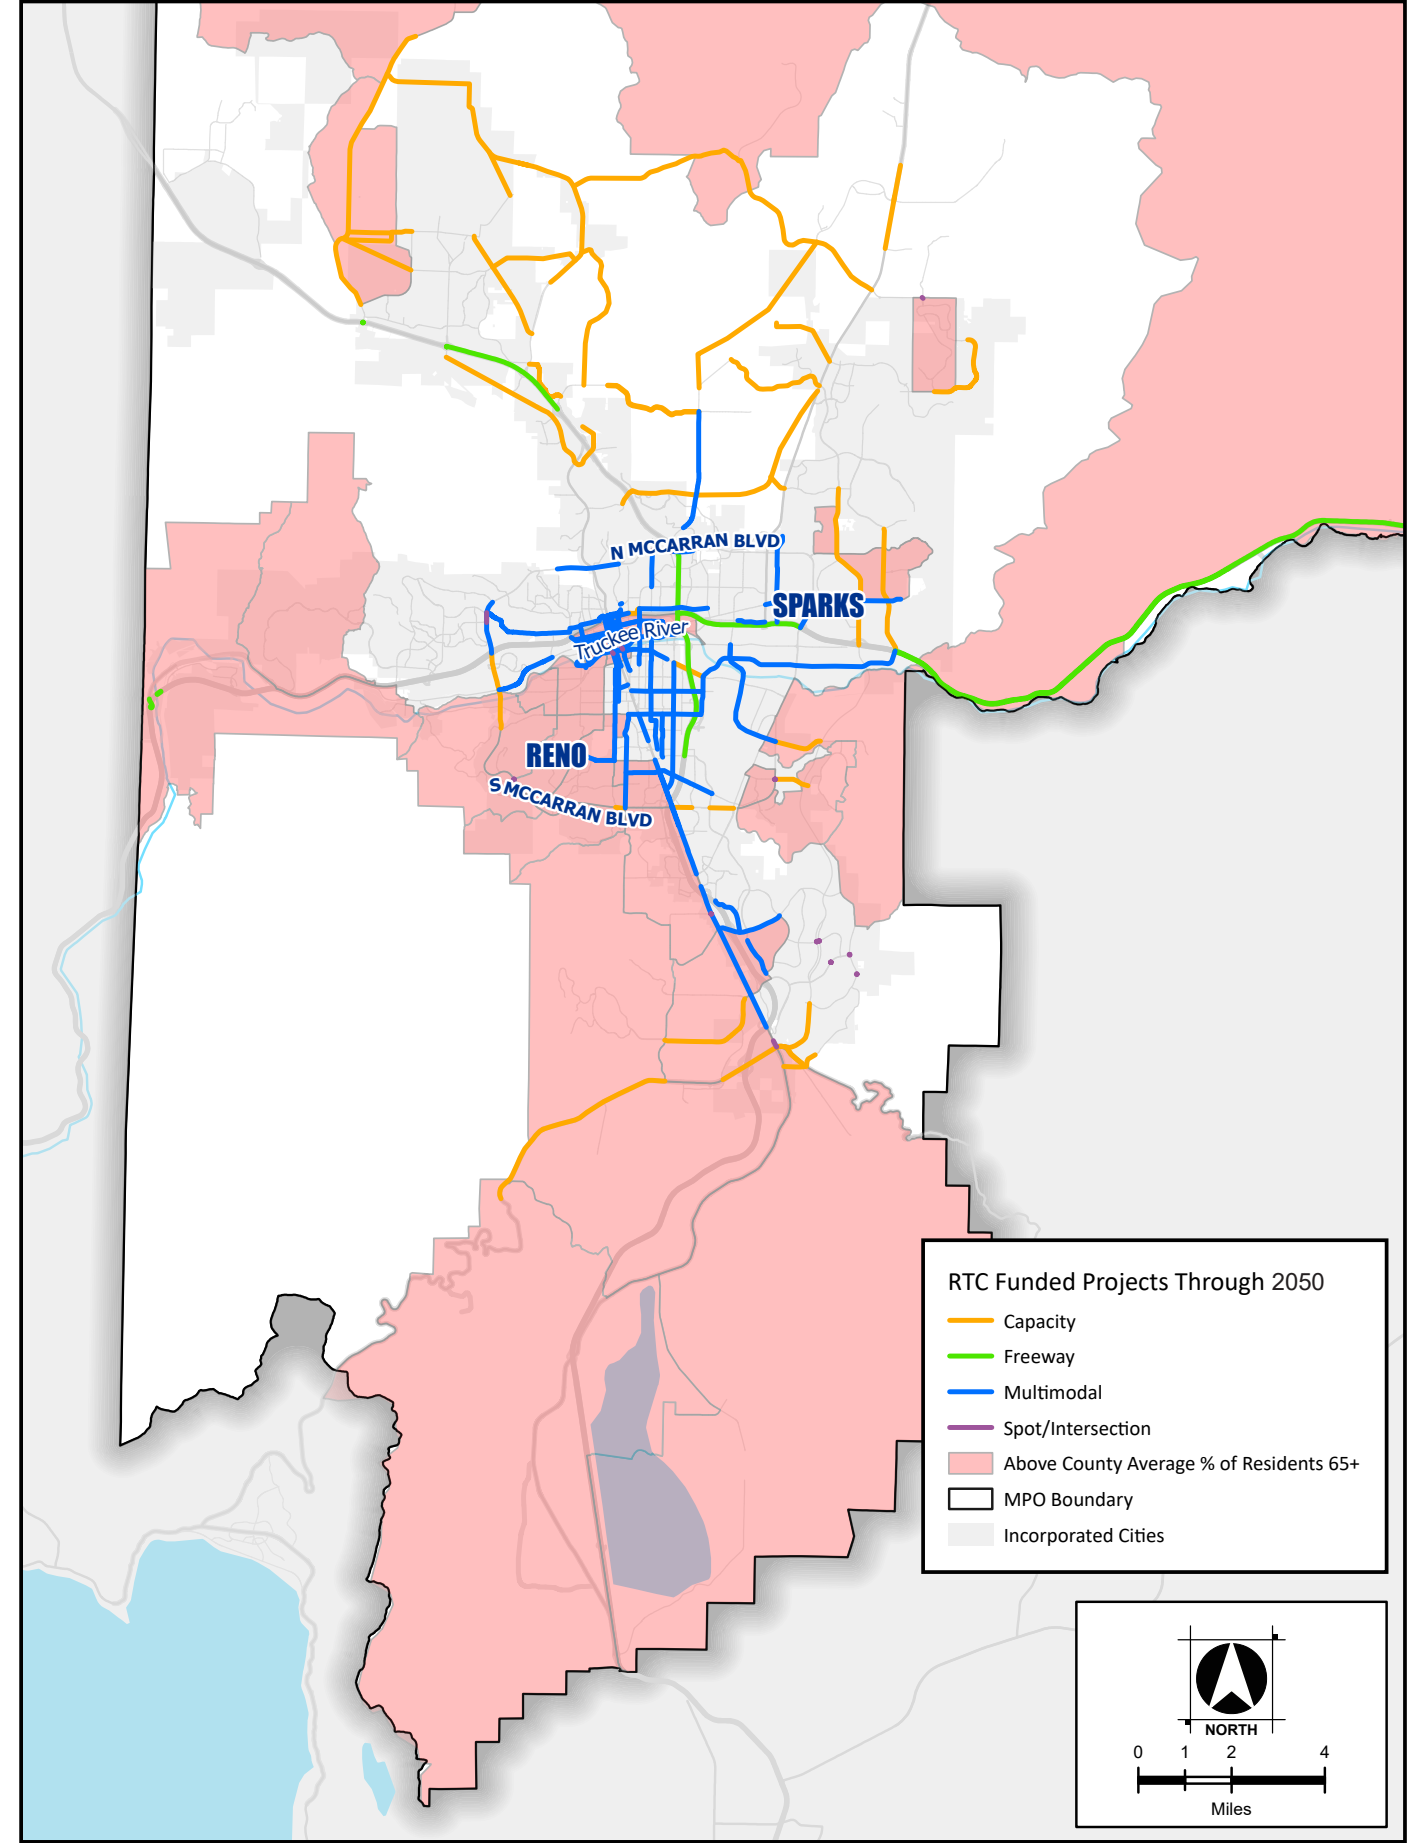 N MCCARRAN BLVD
SPARKS
Truckee River
RENO
S MCCARRAN BLVD
RTC Funded Projects Through 2050
Capacity
Freeway
Multimodal
Spot/Intersection
Above County Average % of Residents 65+
MPO Boundary
Incorporated Cities
NORTH
0 1 2 4
Miles